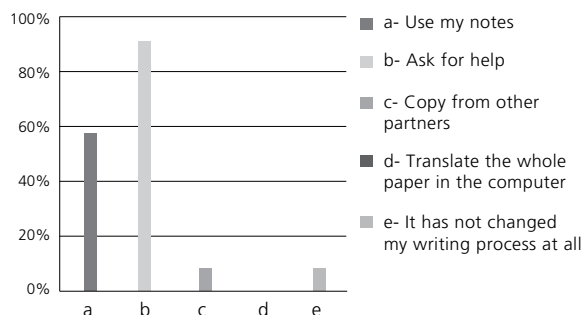 100%
80%
60%
40%
20%
0%
a b c d e
a- Use my notes
b- Ask for help
c- Copy from other
partners
d- Translate the whole
paper in the computer
e- It has not changed
my writing process at all